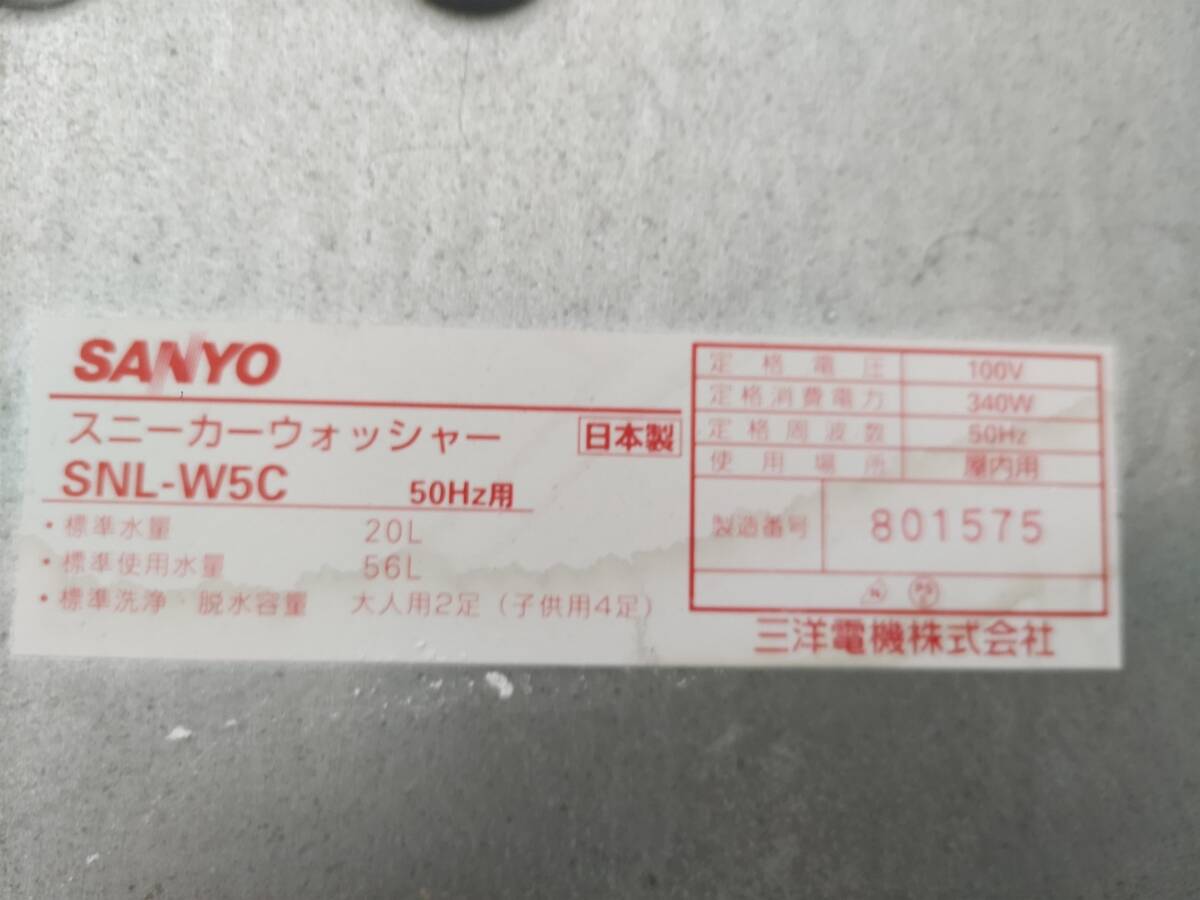 SANYO
スニーカーウォッシャー 日本製
SNL-W5C 50Hz用
・標準水量 20L
・標準使用水量 56L
・標準洗浄・脱水容量 大人用2足(子供用4足)
定格電圧 100V
定格消費電力 340W
定格周波数 50Hz
使用場所 屋内用
製造番号 801575
三洋電機株式会社